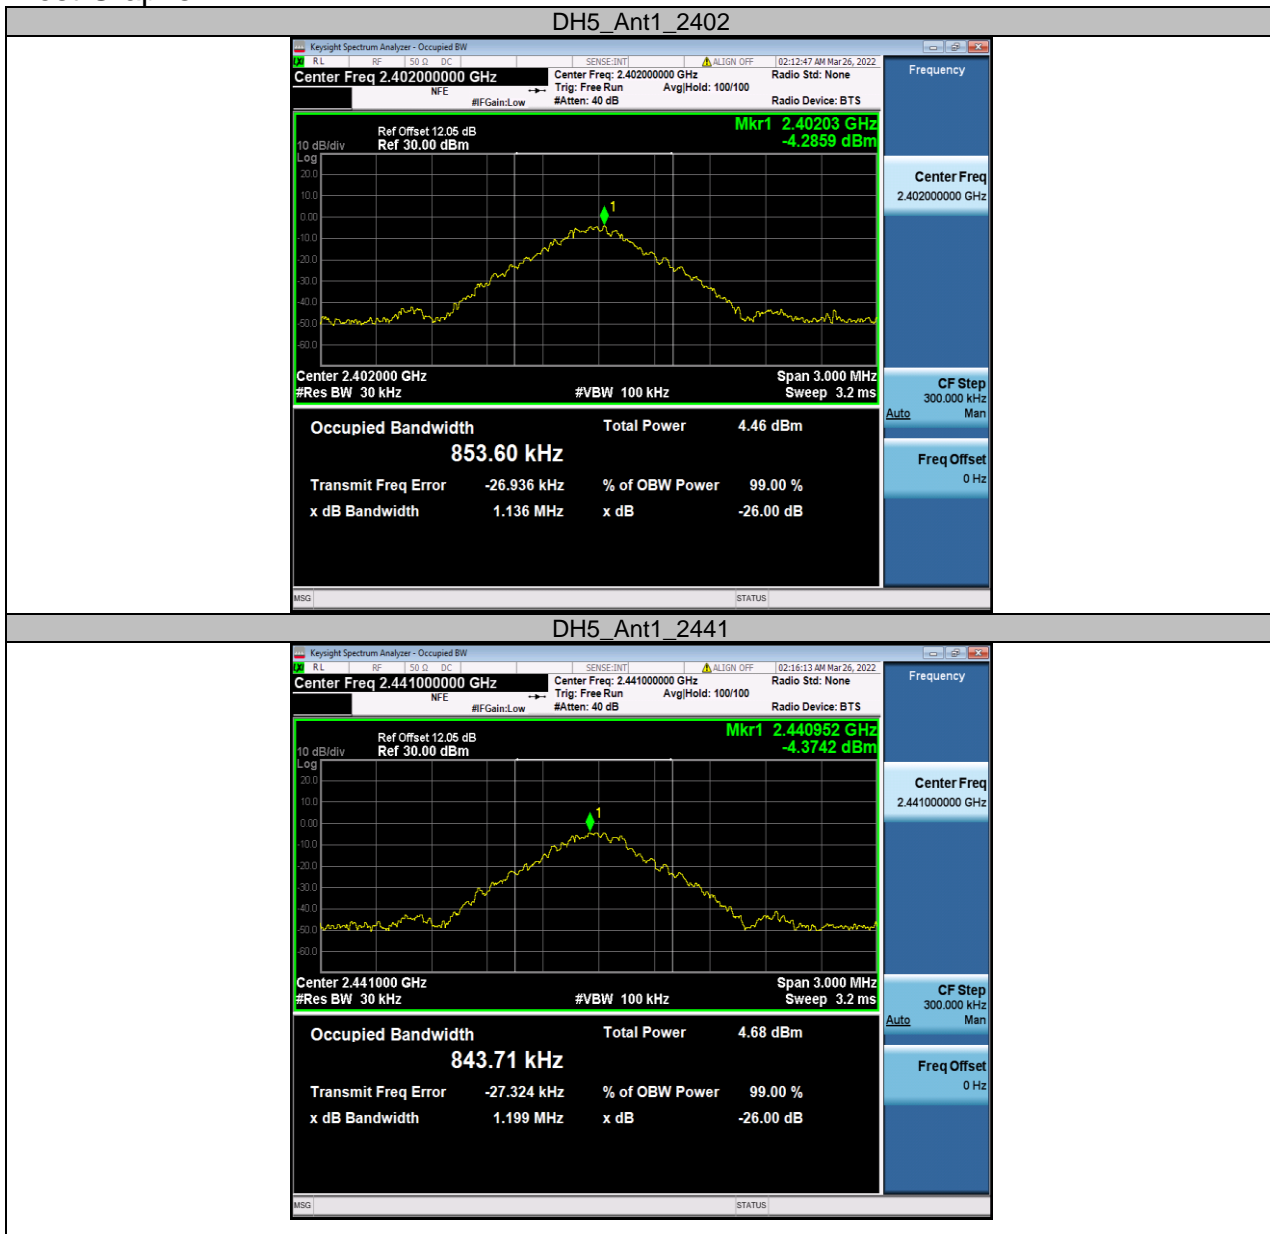 DH5_Ant1_2402
Keysight Spectrum Analyzer - Occupied BW
LXI RL RF 50 Ω DC SENSE:INT ALIGN OFF 02:12:47 AM Mar 26, 2022
Center Freq 2.402000000 GHz Center Freq: 2.402000000 GHz Radio Std: None Frequency
NFE Trig: Free Run Avg|Hold: 100/100
#IFGain:Low #Atten: 40 dB Radio Device: BTS
Mkr1 2.40203 GHz
Ref Offset 12.05 dB
10 dB/div Ref 30.00 dBm -4.2859 dBm
Log
20.0
10.0
0.00
-10.0
-20.0
-30.0
-40.0
-50.0
-60.0
1
Center Freq
2.402000000 GHz
Center 2.402000 GHz Span 3.000 MHz
#Res BW 30 kHz #VBW 100 kHz Sweep 3.2 ms
CF Step
300.000 kHz
Auto Man
Occupied Bandwidth Total Power 4.46 dBm
853.60 kHz
Freq Offset
0 Hz
Transmit Freq Error -26.936 kHz % of OBW Power 99.00 %
x dB Bandwidth 1.136 MHz x dB -26.00 dB
MSG STATUS
DH5_Ant1_2441
Keysight Spectrum Analyzer - Occupied BW
LXI RL RF 50 Ω DC SENSE:INT ALIGN OFF 02:16:13 AM Mar 26, 2022
Center Freq 2.441000000 GHz Center Freq: 2.441000000 GHz Radio Std: None Frequency
NFE Trig: Free Run Avg|Hold: 100/100
#IFGain:Low #Atten: 40 dB Radio Device: BTS
Mkr1 2.440952 GHz
Ref Offset 12.05 dB
10 dB/div Ref 30.00 dBm -4.3742 dBm
Log
20.0
10.0
0.00
-10.0
-20.0
-30.0
-40.0
-50.0
-60.0
1
Center Freq
2.441000000 GHz
Center 2.441000 GHz Span 3.000 MHz
#Res BW 30 kHz #VBW 100 kHz Sweep 3.2 ms
CF Step
300.000 kHz
Auto Man
Occupied Bandwidth Total Power 4.68 dBm
843.71 kHz
Freq Offset
0 Hz
Transmit Freq Error -27.324 kHz % of OBW Power 99.00 %
x dB Bandwidth 1.199 MHz x dB -26.00 dB
MSG STATUS